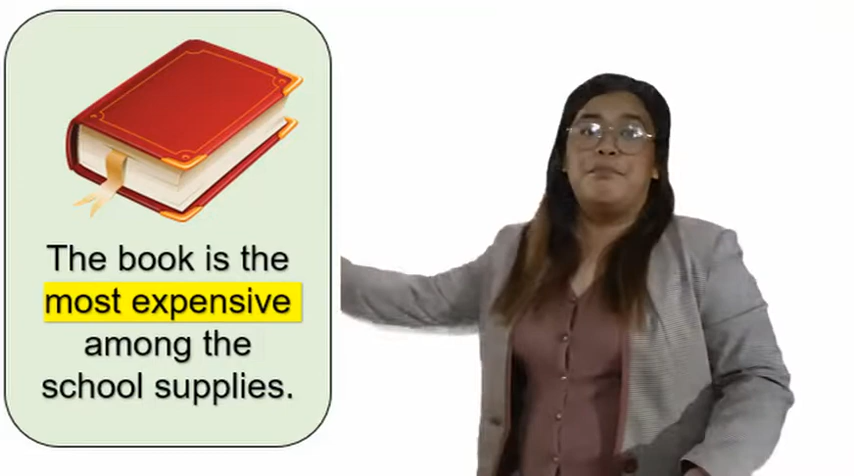 The book is the
most expensive
among the
school supplies.